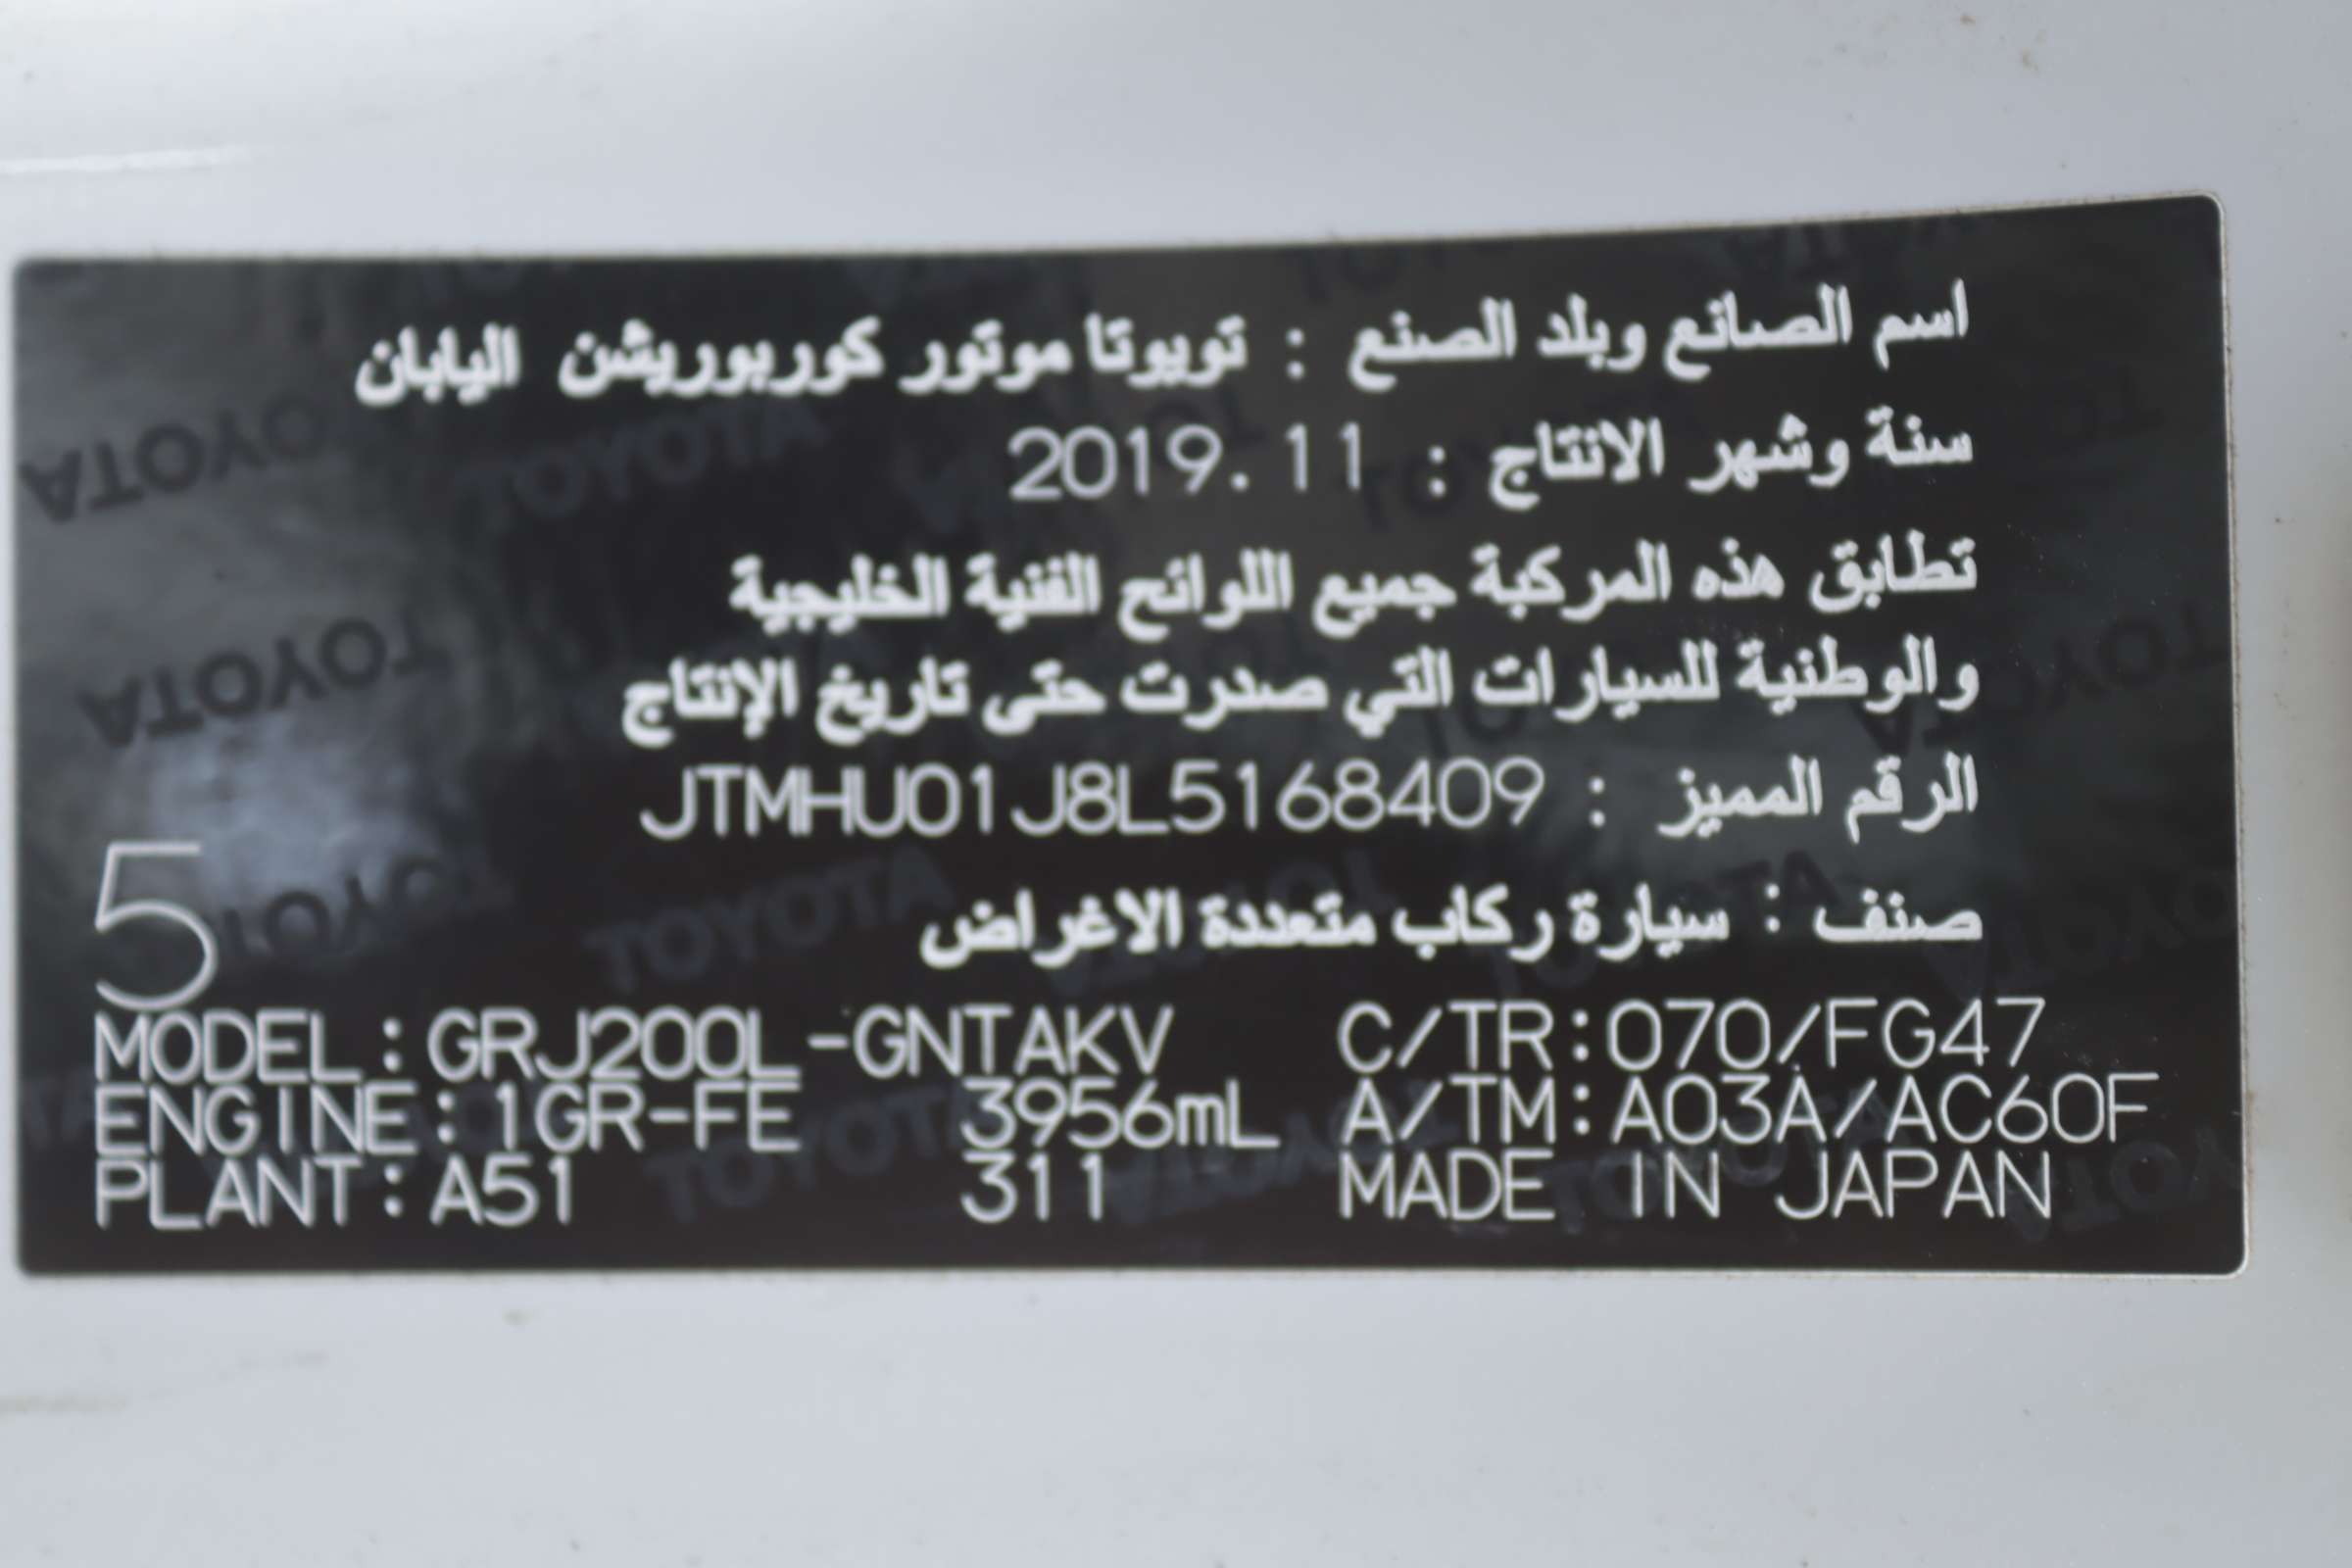 اسم الصانع وبلد الصنع : تويوتا موتور كوربوريشن اليابان
سنة وشهر الانتاج : 2019.11
تطابق هذه المركبة جميع اللوائح الفنية الخليجية
والوطنية للسيارات التي صدرت حتى تاريخ الإنتاج
الرقم المميز : JTMHU01J8L5168409
صنف : سيارة ركاب متعددة الاغراض
5
MODEL:GRJ200L-GNTAKV C/TR:070/FG47
ENGINE:1GR-FE 3956mL A/TM:A03A/AC60F
PLANT:A51 311 MADE IN JAPAN